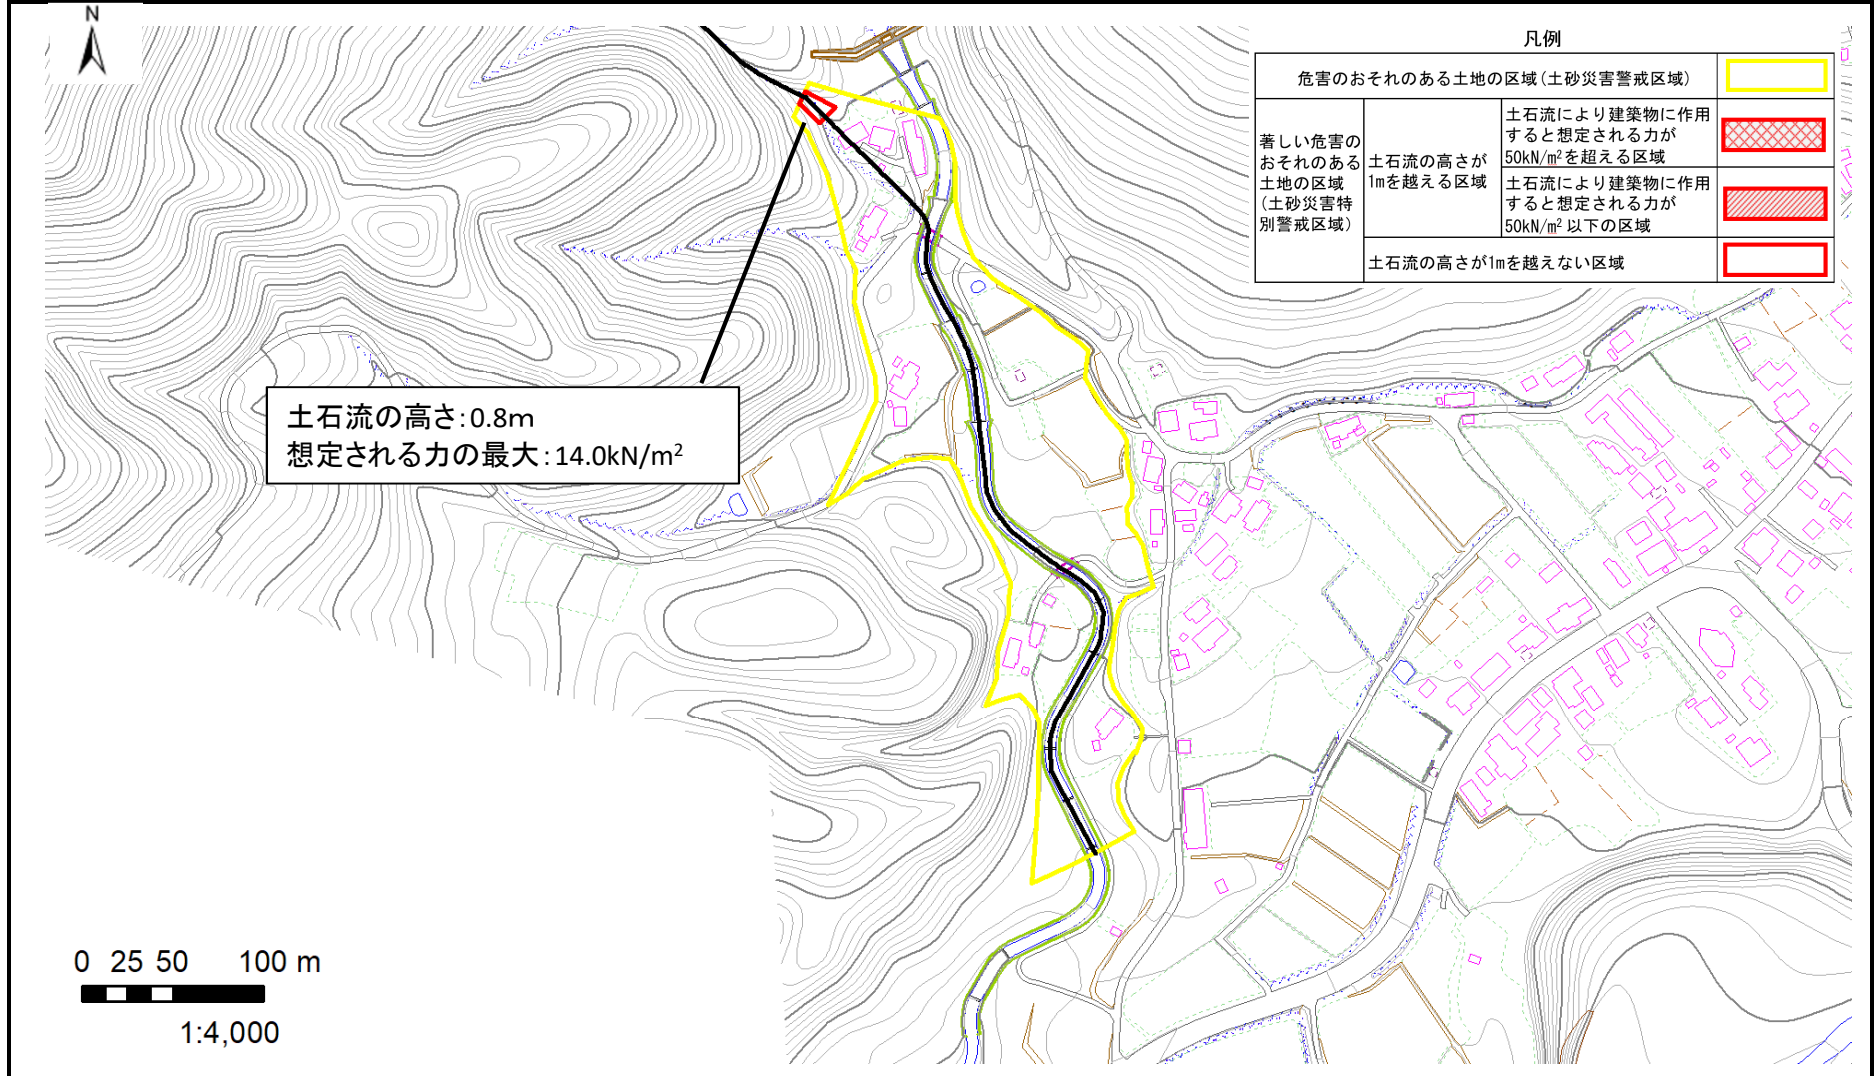 N
凡例
危害のおそれのある土地の区域(土砂災害警戒区域)
著しい危害の
おそれのある
土地の区域
(土砂災害特
別警戒区域)
土石流の高さが
1mを越える区域
土石流により建築物に作用
すると想定される力が
50kN/m²を超える区域
土石流により建築物に作用
すると想定される力が
50kN/m² 以下の区域
土石流の高さが1mを越えない区域
土石流の高さ:0.8m
想定される力の最大:14.0kN/m²
0 25 50 100 m
1:4,000